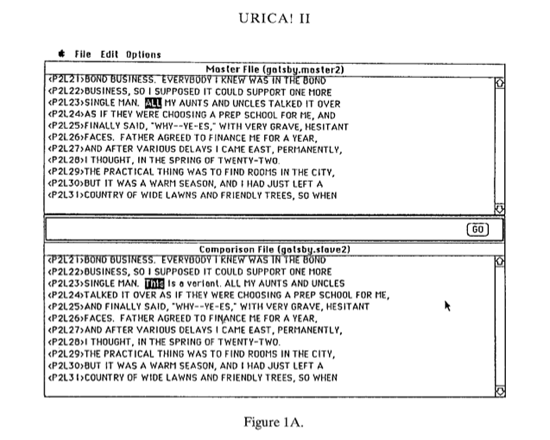 URICA! II
File Edit Options
Master File (gatsby.master2)
<P2L21>BOND BUSINESS. EVERYBODY I KNEW WAS IN THE BOND
<P2L22>BUSINESS, SO I SUPPOSED IT COULD SUPPORT ONE MORE
<P2L23>SINGLE MAN. ALL MY AUNTS AND UNCLES TALKED IT OVER
<P2L24>AS IF THEY WERE CHOOSING A PREP SCHOOL FOR ME, AND
<P2L25>FINALLY SAID, "WHY--YE-ES," WITH VERY GRAVE, HESITANT
<P2L26>FACES. FATHER AGREED TO FINANCE ME FOR A YEAR,
<P2L27>AND AFTER VARIOUS DELAYS I CAME EAST, PERMANENTLY,
<P2L28>I THOUGHT, IN THE SPRING OF TWENTY-TWO.
<P2L29>THE PRACTICAL THING WAS TO FIND ROOMS IN THE CITY,
<P2L30>BUT IT WAS A WARM SEASON, AND I HAD JUST LEFT A
<P2L31>COUNTRY OF WIDE LAWNS AND FRIENDLY TREES, SO WHEN
GO
Comparison File (gatsby.slave2)
<P2L21>BOND BUSINESS. EVERYBODY I KNEW WAS IN THE BOND
<P2L22>BUSINESS, SO I SUPPOSED IT COULD SUPPORT ONE MORE
<P2L23>SINGLE MAN. This is a variant. ALL MY AUNTS AND UNCLES
<P2L24>TALKED IT OVER AS IF THEY WERE CHOOSING A PREP SCHOOL FOR ME,
<P2L25>AND FINALLY SAID, "WHY--YE-ES," WITH VERY GRAVE, HESITANT
<P2L26>FACES. FATHER AGREED TO FINANCE ME FOR A YEAR,
<P2L27>AND AFTER VARIOUS DELAYS I CAME EAST, PERMANENTLY,
<P2L28>I THOUGHT, IN THE SPRING OF TWENTY-TWO.
<P2L29>THE PRACTICAL THING WAS TO FIND ROOMS IN THE CITY,
<P2L30>BUT IT WAS A WARM SEASON, AND I HAD JUST LEFT A
<P2L31>COUNTRY OF WIDE LAWNS AND FRIENDLY TREES, SO WHEN
Figure 1A.